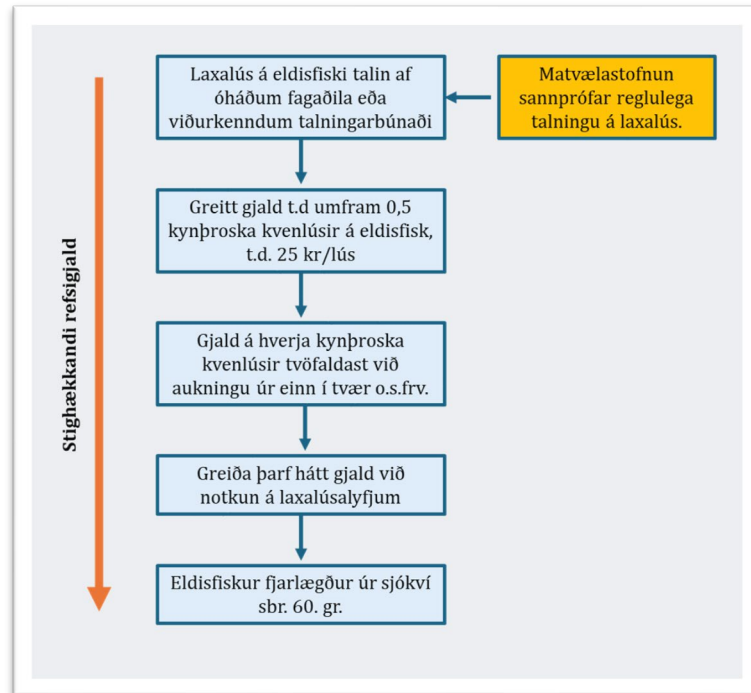 Laxalús á eldisfiski talin af
óháðum fagaðila eða
viðurkenndum talningarbúnaði
Matvælastofnun
sannprófar reglulega
talningu á laxalús.
Greitt gjald t.d umfram 0,5
kynþroska kvenlúsir á eldisfisk,
t.d. 25 kr/lús
Gjald á hverja kynþroska
kvenlúsir tvöfaldast við
aukningu úr einn í tvær o.s.frv.
Greiða þarf hátt gjald við
notkun á laxalúsalyfjum
Eldisfiskur fjarlægður úr sjókví
sbr. 60. gr.
Stighækkandi refsigjald